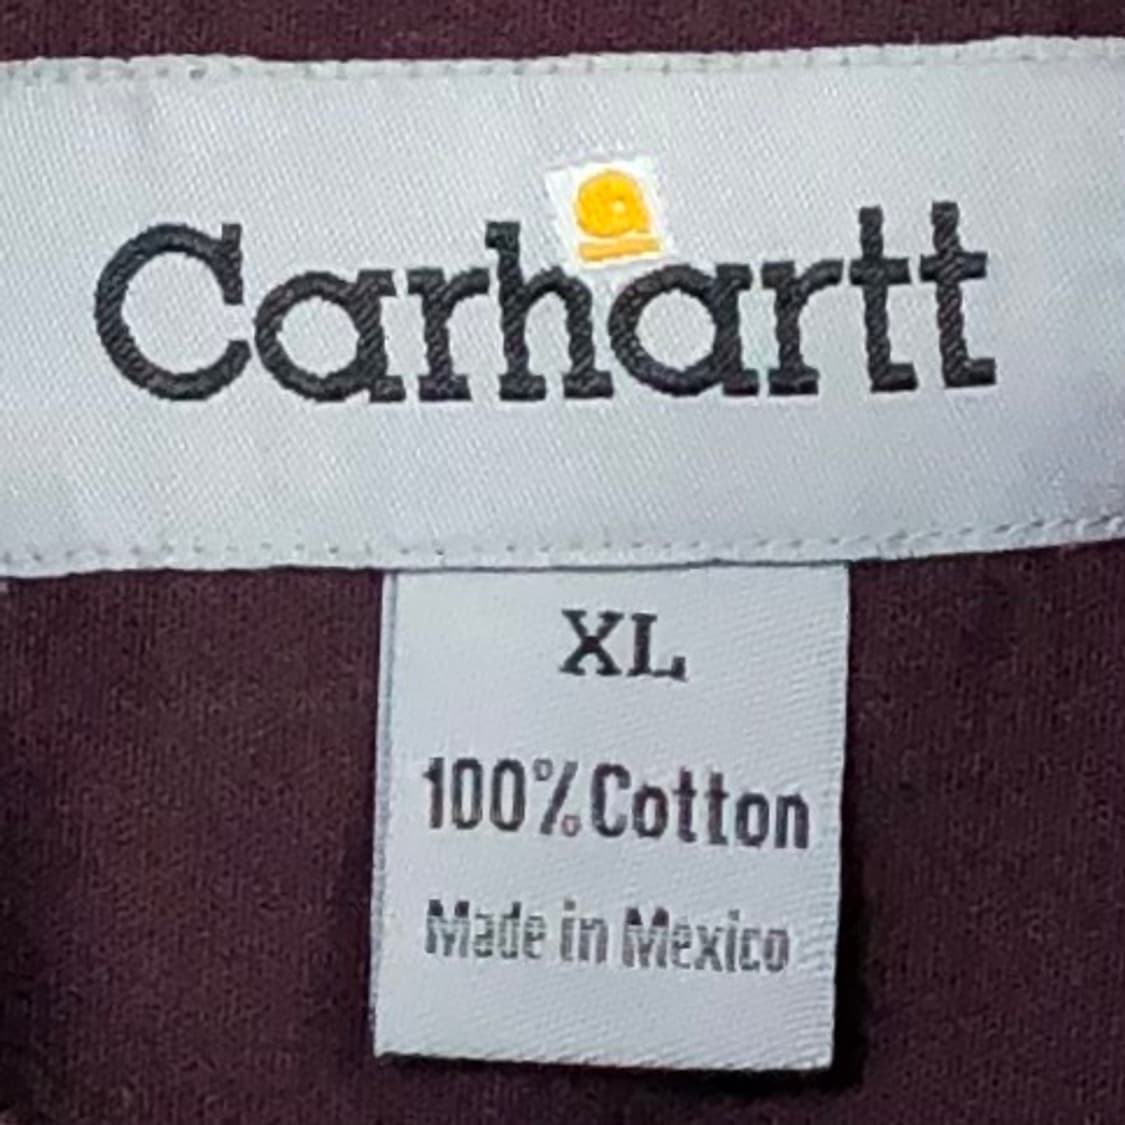 Carhartt
XL
100% Cotton
Made in Mexico